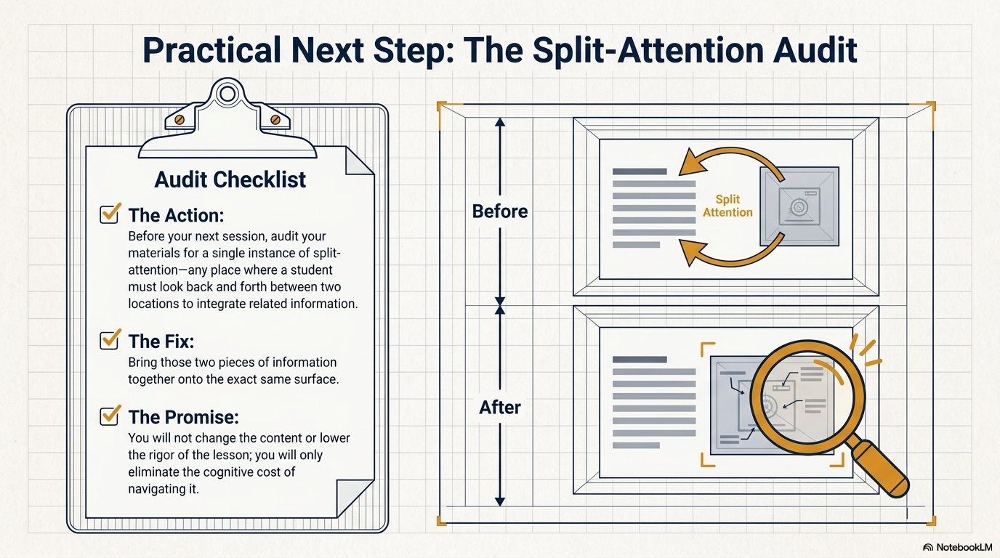 Practical Next Step: The Split-Attention Audit
Audit Checklist
The Action:
Before your next session, audit your
materials for a single instance of split-
attention—any place where a student
must look back and forth between two
locations to integrate related information.
The Fix:
Bring those two pieces of information
together onto the exact same surface.
The Promise:
You will not change the content or lower
the rigor of the lesson; you will only
eliminate the cognitive cost of
navigating it.
Before
Split
Attention
After
NotebookLM